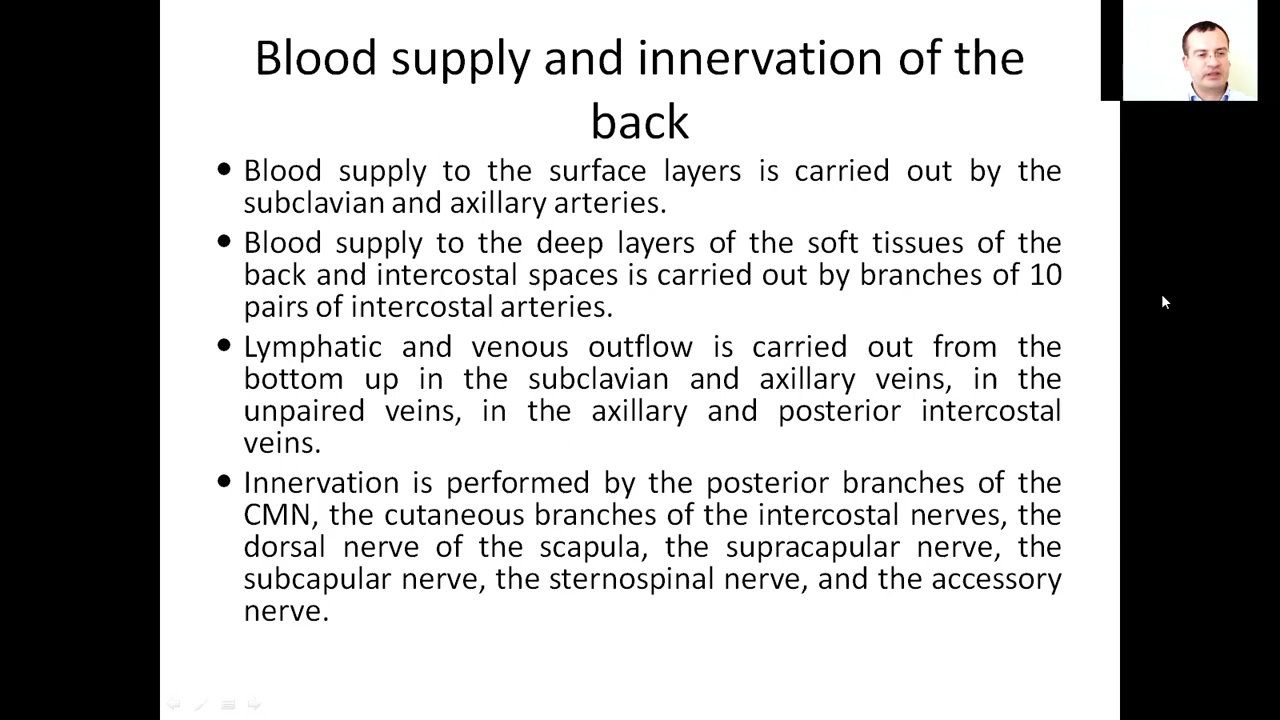 Blood supply and innervation of the
back
• Blood supply to the surface layers is carried out by the
subclavian and axillary arteries.
• Blood supply to the deep layers of the soft tissues of the
back and intercostal spaces is carried out by branches of 10
pairs of intercostal arteries.
• Lymphatic and venous outflow is carried out from the
bottom up in the subclavian and axillary veins, in the
unpaired veins, in the axillary and posterior intercostal
veins.
• Innervation is performed by the posterior branches of the
CMN, the cutaneous branches of the intercostal nerves, the
dorsal nerve of the scapula, the supracapular nerve, the
subcapular nerve, the sternospinal nerve, and the accessory
nerve.